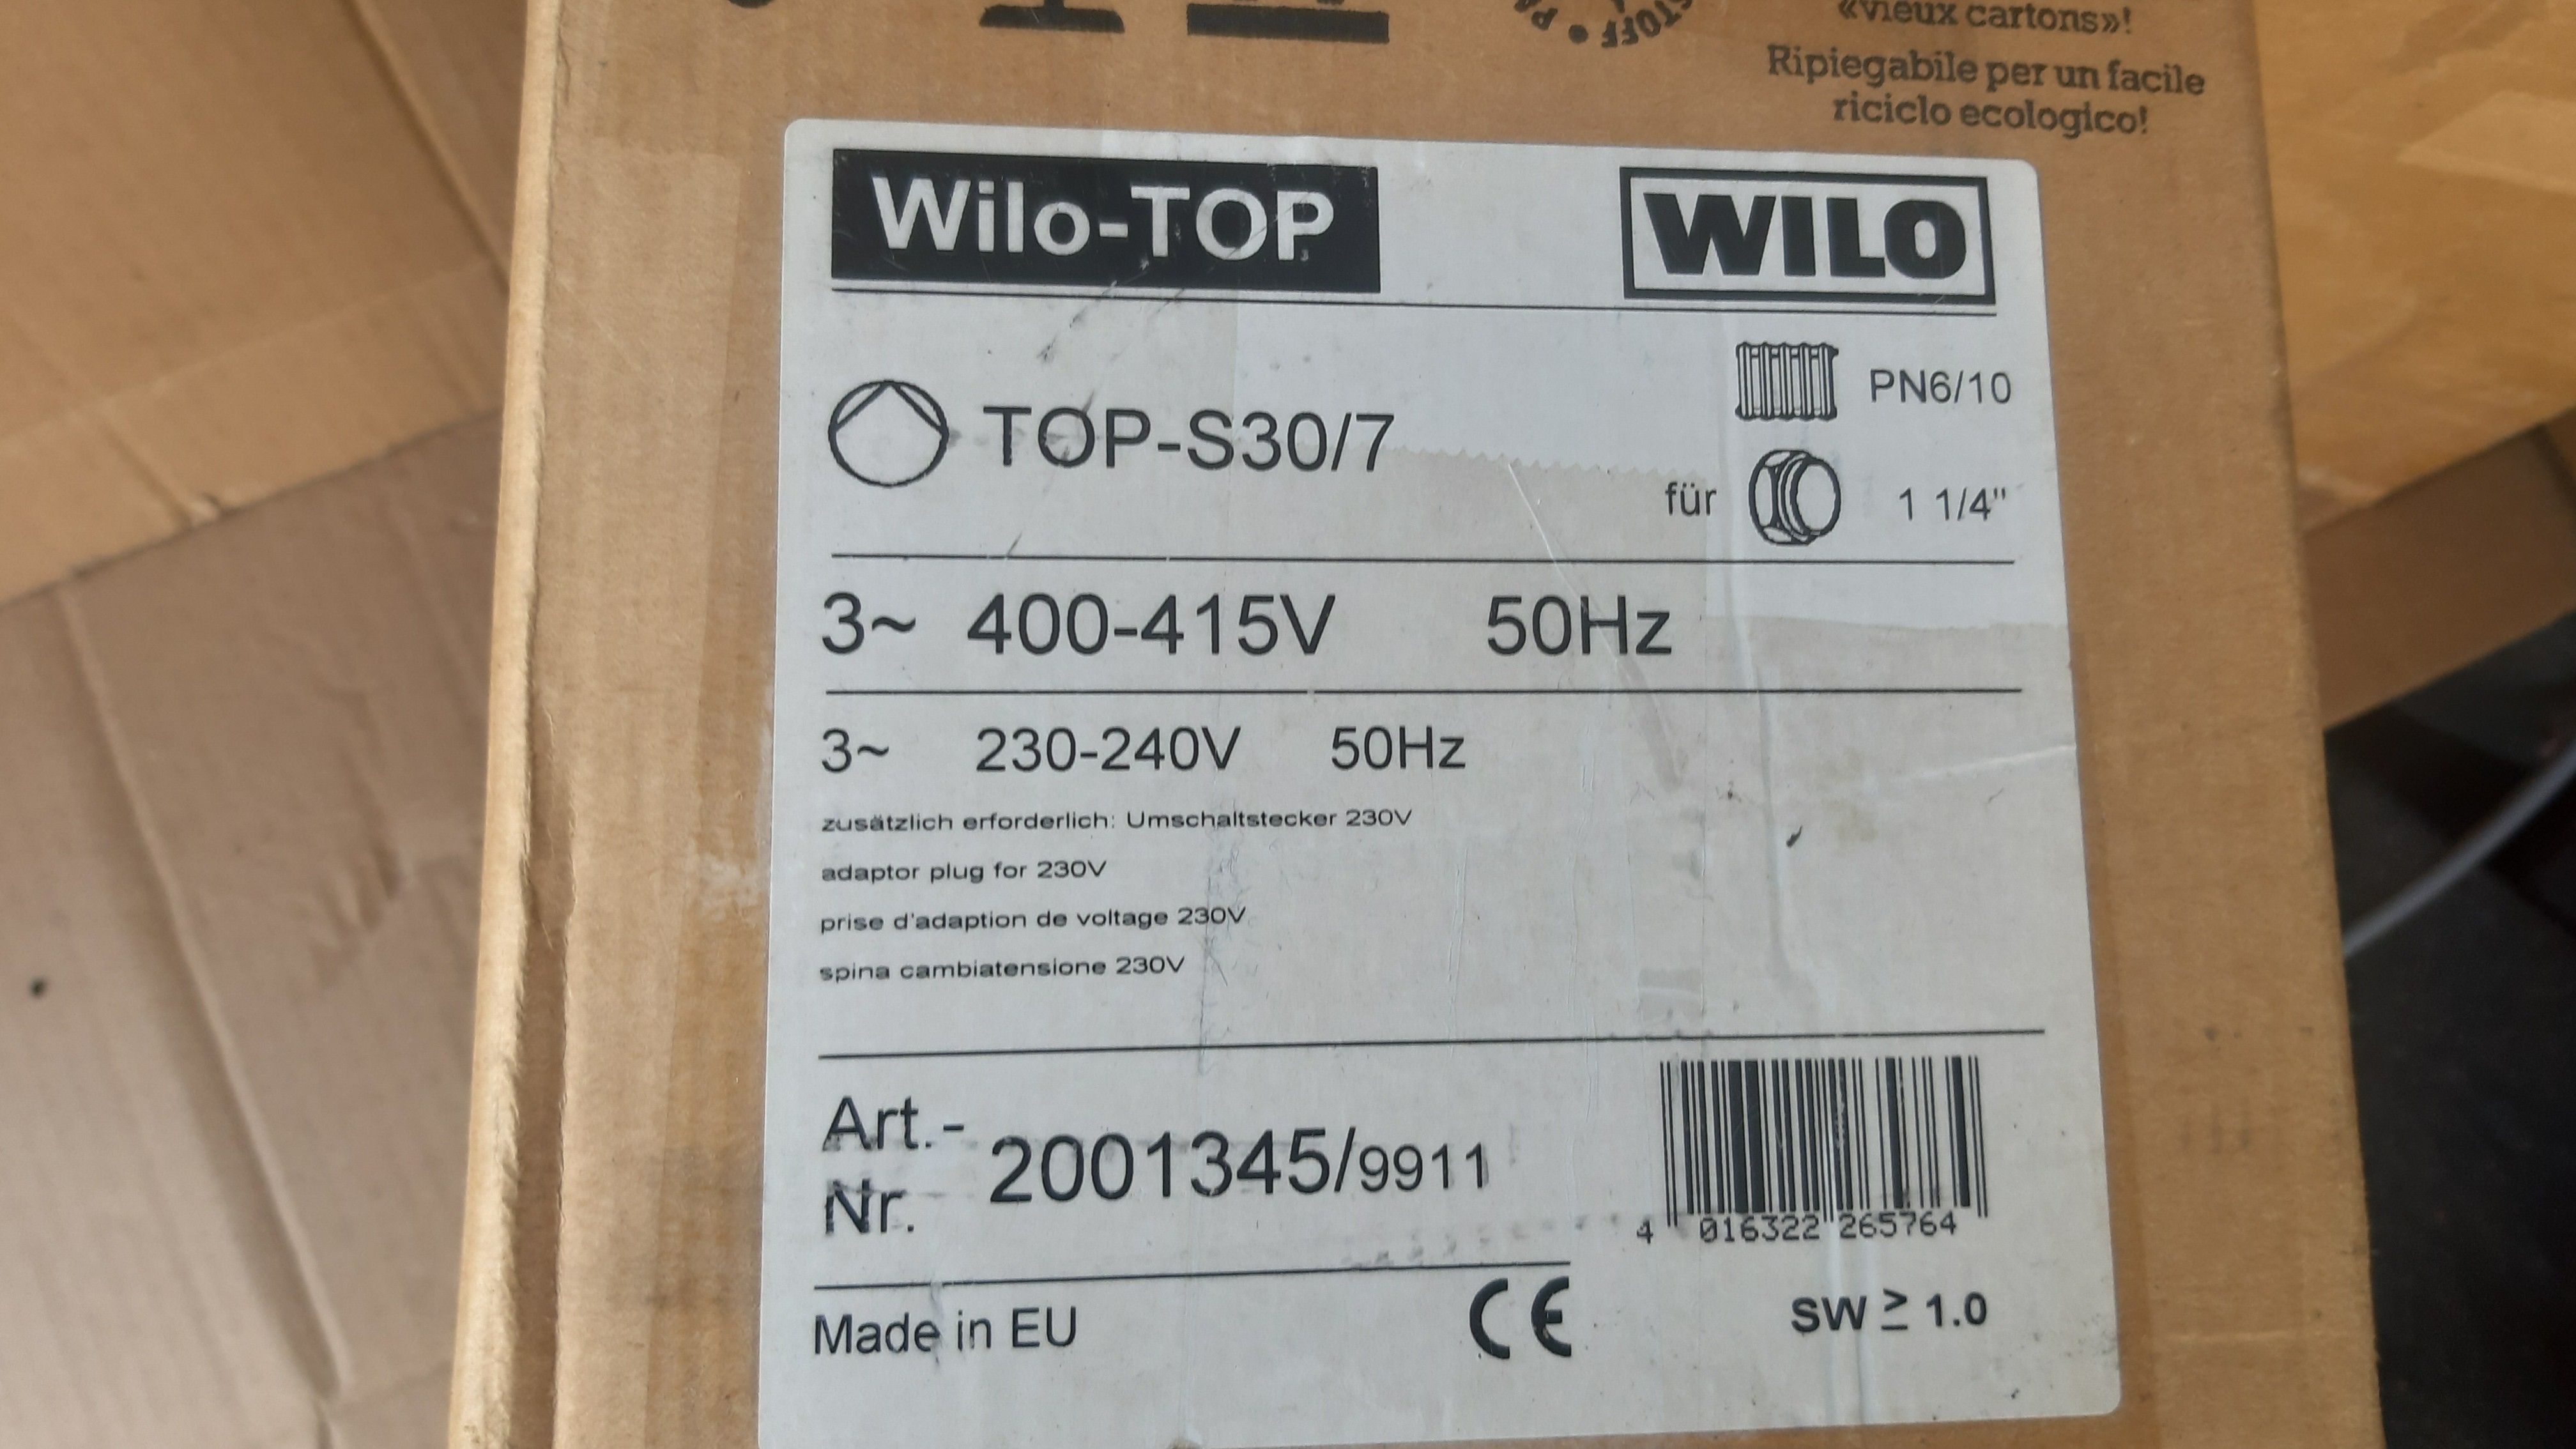 «vieux cartons»!
Ripiegabile per un facile
riciclo ecologico!
Wilo-TOP
WILO
TOP-S30/7
PN6/10
für 1 1/4"
3~ 400-415V 50Hz
3~ 230-240V 50Hz
zusätzlich erforderlich: Umschaltstecker 230V
adaptor plug for 230V
prise d'adaption de voltage 230V
spina cambiatensione 230V
Art.-
Nr.
2001345/9911
4 016322 265764
Made in EU
CE
SW ≥ 1.0